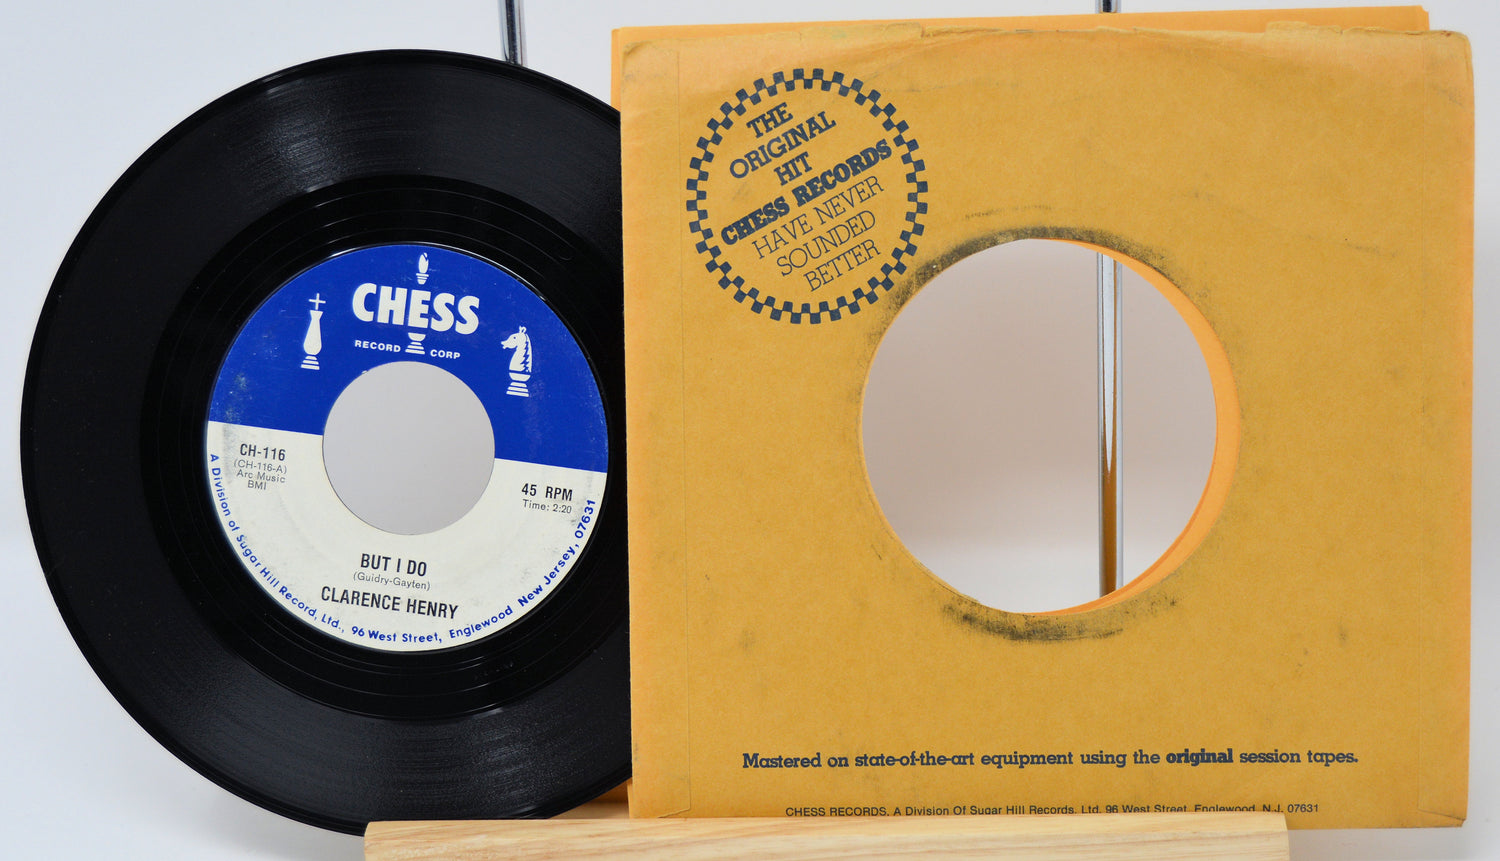 CHESS
RECORD CORP
CH-116
(CH-116-A)
Arc Music
BMI
45 RPM
Time: 2:20
BUT I DO
(Guidry-Gayten)
CLARENCE HENRY
A Division of Sugar Hill Record, Ltd., 96 West Street, Englewood New Jersey, 07631
THE
ORIGINAL
HIT
CHESS RECORDS
HAVE NEVER
SOUNDED
BETTER
Mastered on state-of-the-art equipment using the original session tapes.
CHESS RECORDS, A Division Of Sugar Hill Records, Ltd. 96 West Street, Englewood, N.J. 07631